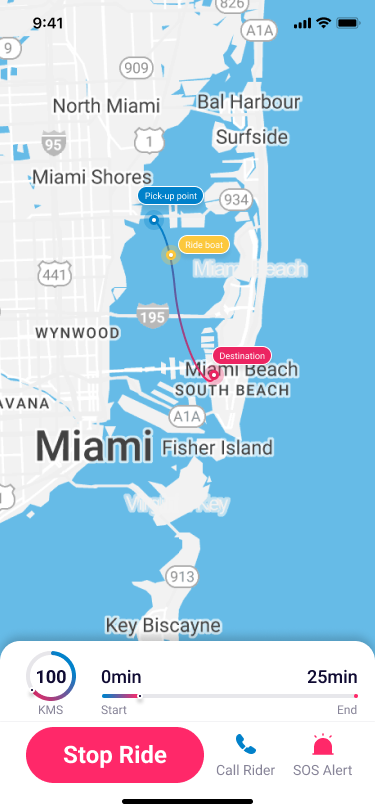 9:41
826
A1A
9
909
North Miami
Bal Harbour
95
1
Surfside
Miami Shores
Pick-up point
934
Ride boat
Miami Beach
441
195
WYNWOOD
Destination
Miami Beach
SOUTH BEACH
AVANA
A1A
Miami
Fisher Island
1
913
Key Biscayne
100
KMS
0min
25min
Start
End
Stop Ride
Call Rider
SOS Alert